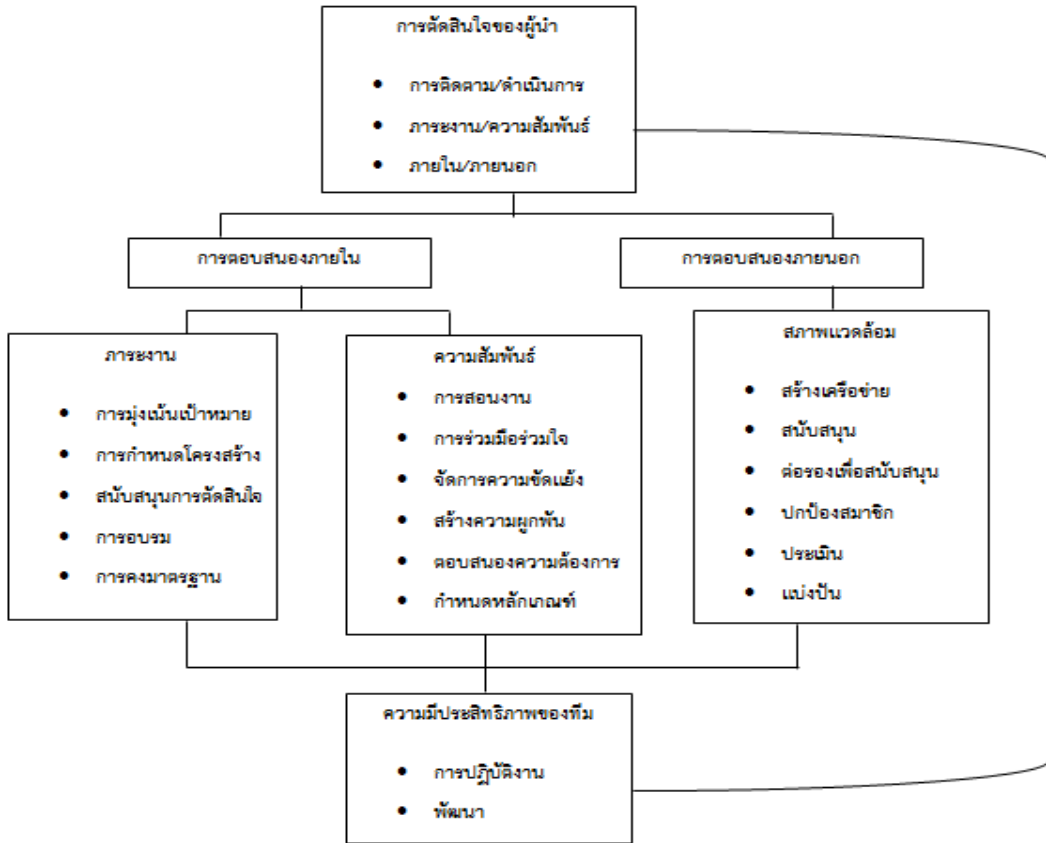 การตัดสินใจของผู้นำ
• การติดตาม/ดำเนินการ
• ภาระงาน/ความสัมพันธ์
• ภายใน/ภายนอก
การตอบสนองภายใน
การตอบสนองภายนอก
ภาระงาน
• การมุ่งเน้นเป้าหมาย
• การกำหนดโครงสร้าง
• สนับสนุนการตัดสินใจ
• การอบรม
• การคงมาตรฐาน
ความสัมพันธ์
• การสอนงาน
• การร่วมมือร่วมใจ
• จัดการความขัดแย้ง
• สร้างความผูกพัน
• ตอบสนองความต้องการ
• กำหนดหลักเกณฑ์
สภาพแวดล้อม
• สร้างเครือข่าย
• สนับสนุน
• ต่อรองเพื่อสนับสนุน
• ปกป้องสมาชิก
• ประเมิน
• แบ่งปัน
ความมีประสิทธิภาพของทีม
• การปฏิบัติงาน
• พัฒนา